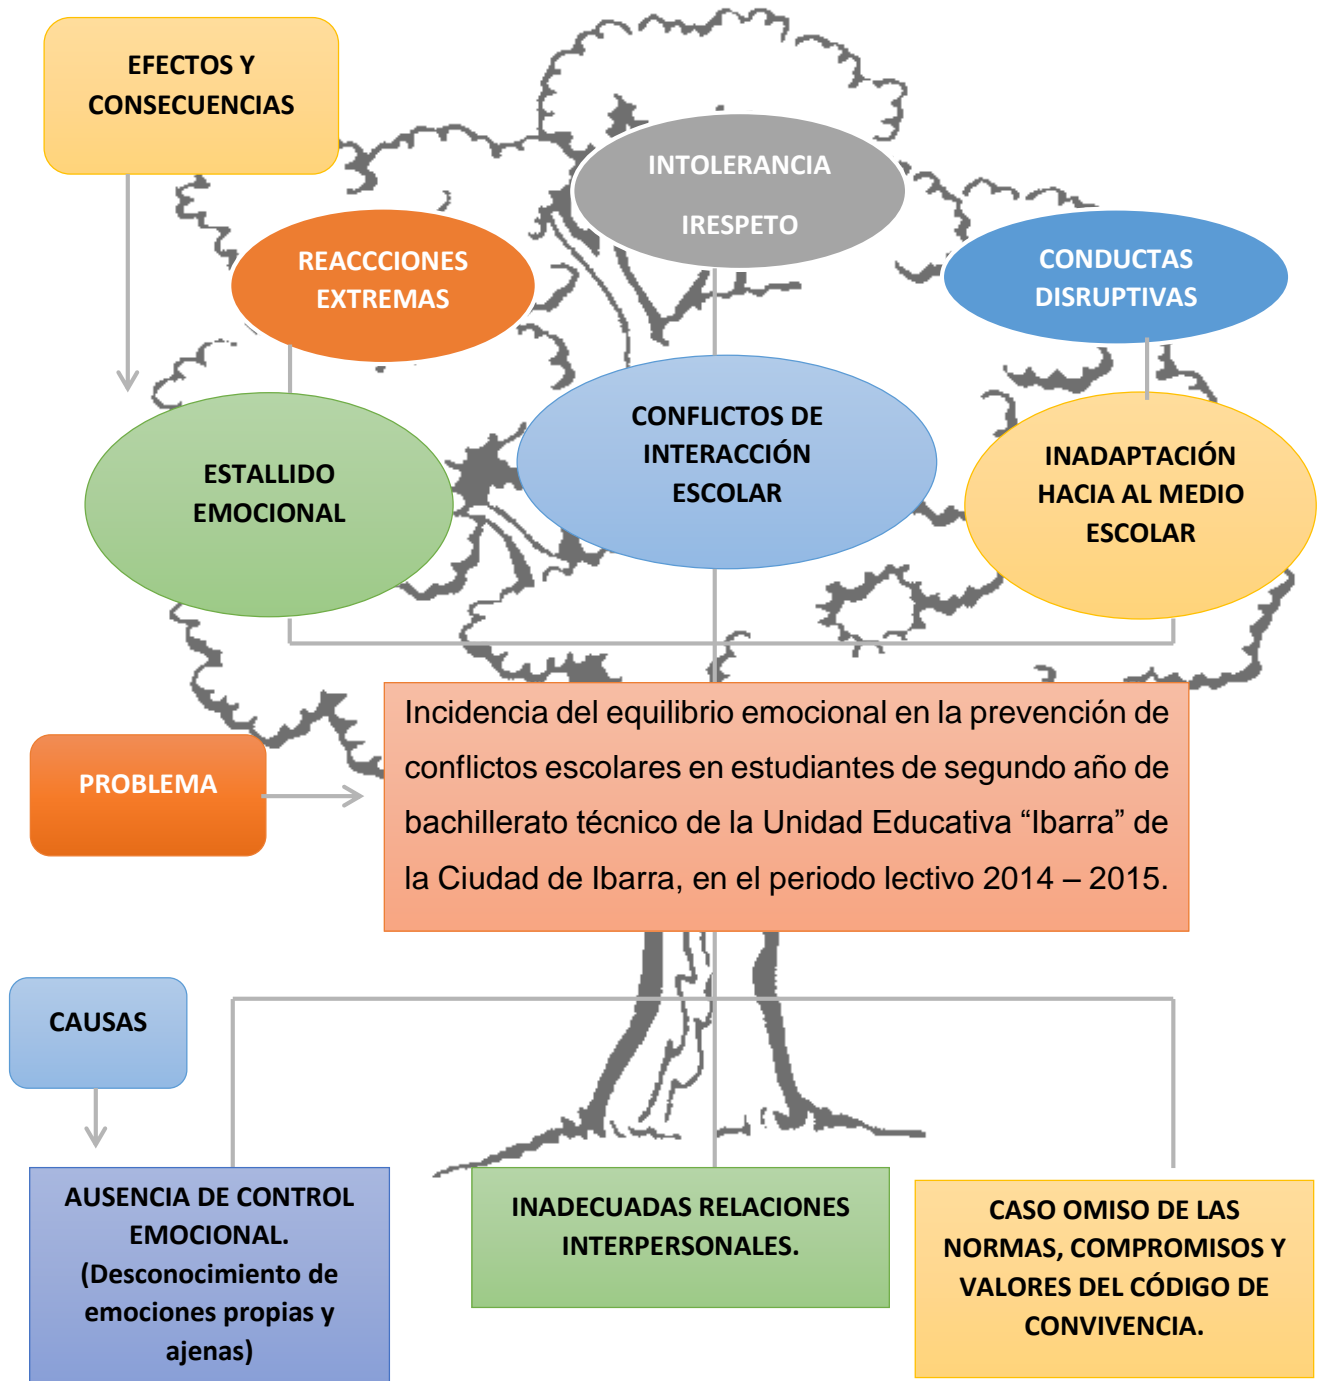 EFECTOS Y
CONSECUENCIAS
INTOLERANCIA
IRESPETO
REACCCIONES
EXTREMAS
CONDUCTAS
DISRUPTIVAS
ESTALLIDO
EMOCIONAL
CONFLICTOS DE
INTERACCIÓN
ESCOLAR
INADAPTACIÓN
HACIA AL MEDIO
ESCOLAR
PROBLEMA
Incidencia del equilibrio emocional en la prevención de
conflictos escolares en estudiantes de segundo año de
bachillerato técnico de la Unidad Educativa “Ibarra” de
la Ciudad de Ibarra, en el periodo lectivo 2014 – 2015.
CAUSAS
AUSENCIA DE CONTROL
EMOCIONAL.
(Desconocimiento de
emociones propias y
ajenas)
INADECUADAS RELACIONES
INTERPERSONALES.
CASO OMISO DE LAS
NORMAS, COMPROMISOS Y
VALORES DEL CÓDIGO DE
CONVIVENCIA.